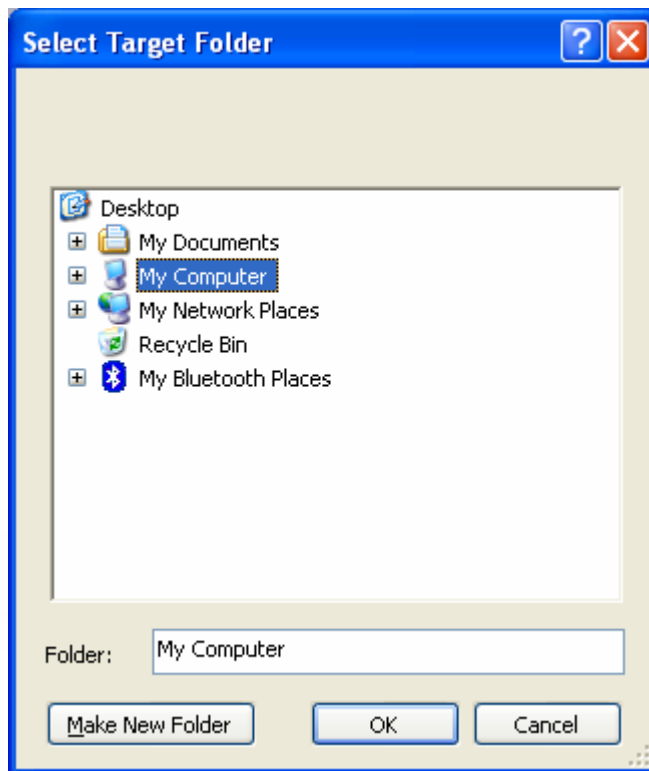 Select Target Folder
Desktop
My Documents
My Computer
My Network Places
Recycle Bin
My Bluetooth Places
Folder: My Computer
Make New Folder OK Cancel